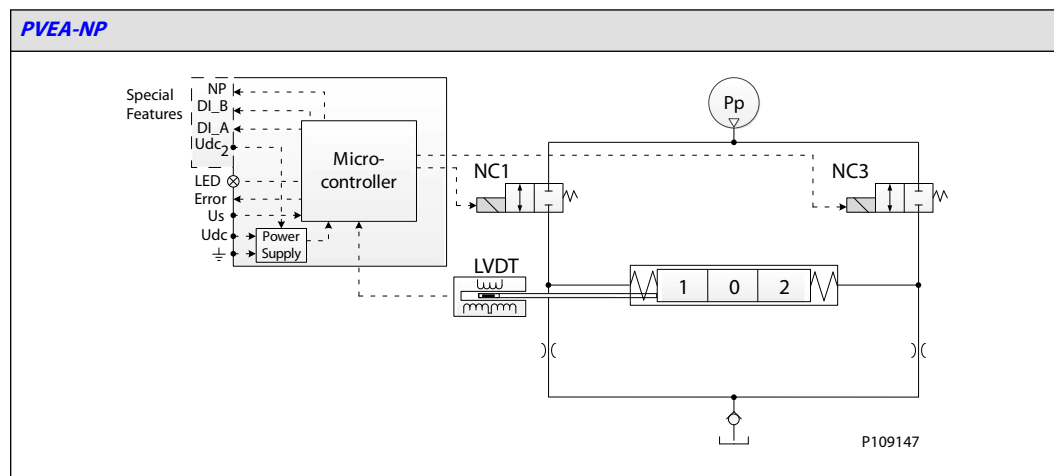 PVEA-NP
Special
Features
NP
DI_B
DI_A
Udc2
LED
Error
Us
Udc
Micro-
controller
Power
Supply
Pp
NC1
NC3
LVDT
1 0 2
P109147